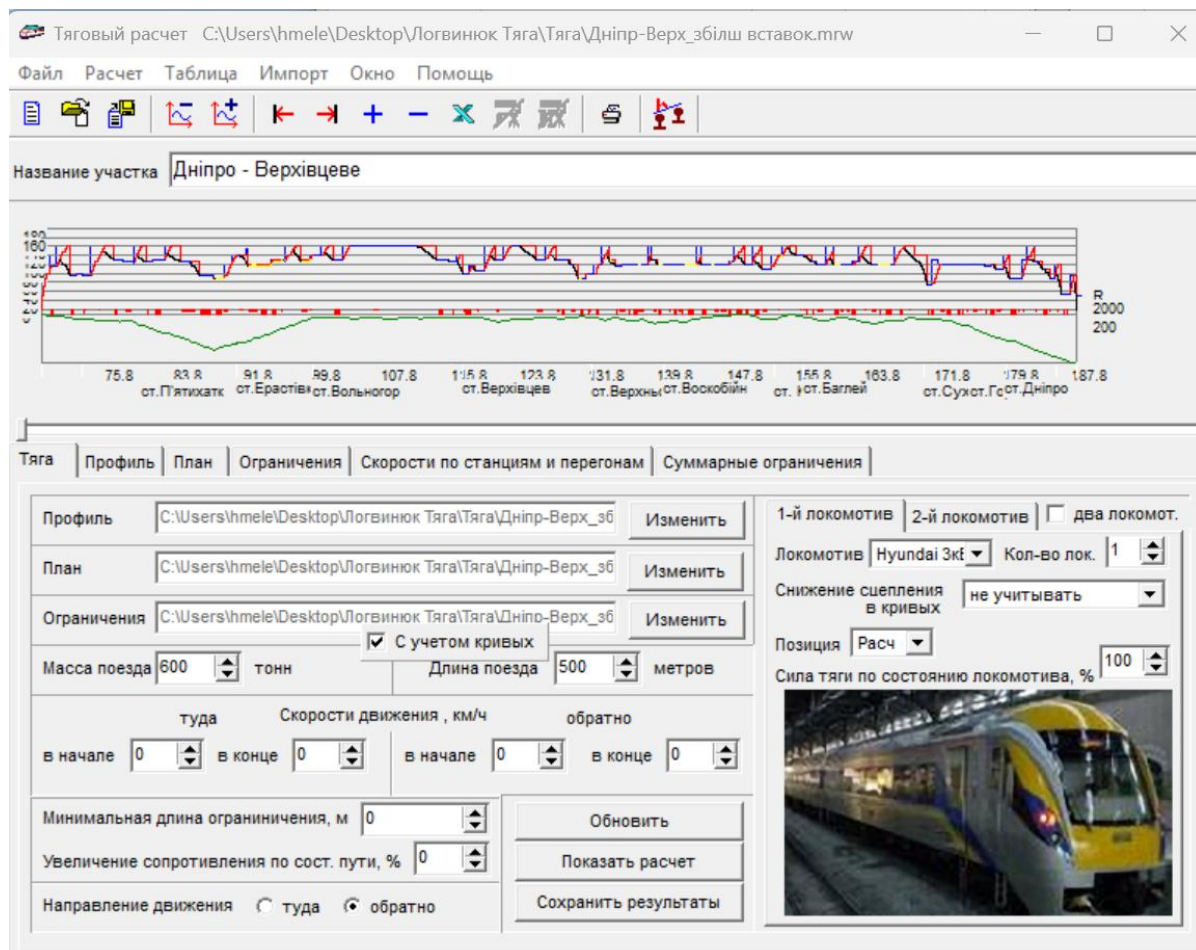 Тяговый расчет C:\Users\hmele\Desktop\Логвинюк Тяга\Тяга\Дніпр-Верх_збілш вставок.mrw
Файл Расчет Таблица Импорт Окно Помощь
Название участка Дніпро - Верхівцеве
160
R
2000
200
75.8 83.8 91.8 99.8 107.8 115.8 123.8 131.8 139.8 147.8 155.8 163.8 171.8 179.8 187.8
ст.П'ятихатк ст.Ерастівк ст.Вольногор ст.Верхівцев ст.Верхны ст.Воскобійн ст. ст.Баглей ст.Сух ст.Го ст.Дніпро
Тяга Профиль План Ограничения Скорости по станциям и перегонам Суммарные ограничения
Профиль C:\Users\hmele\Desktop\Логвинюк Тяга\Тяга\Дніпр-Верх_зб Изменить
План C:\Users\hmele\Desktop\Логвинюк Тяга\Тяга\Дніпр-Верх_зб Изменить
Ограничения C:\Users\hmele\Desktop\Логвинюк Тяга\Тяга\Дніпр-Верх_зб Изменить
С учетом кривых
Масса поезда 600 тонн Длина поезда 500 метров
туда Скорости движения , км/ч обратно
в начале 0 в конце 0 в начале 0 в конце 0
Минимальная длина ограниничения, м 0
Увеличение сопротивления по сост. пути, % 0
Направление движения туда обратно
Обновить
Показать расчет
Сохранить результаты
1-й локомотив 2-й локомотив два локомот.
Локомотив Hyundai 3кВ Кол-во лок. 1
Снижение сцепления в кривых не учитывать
Позиция Расч
Сила тяги по состоянию локомотива, % 100